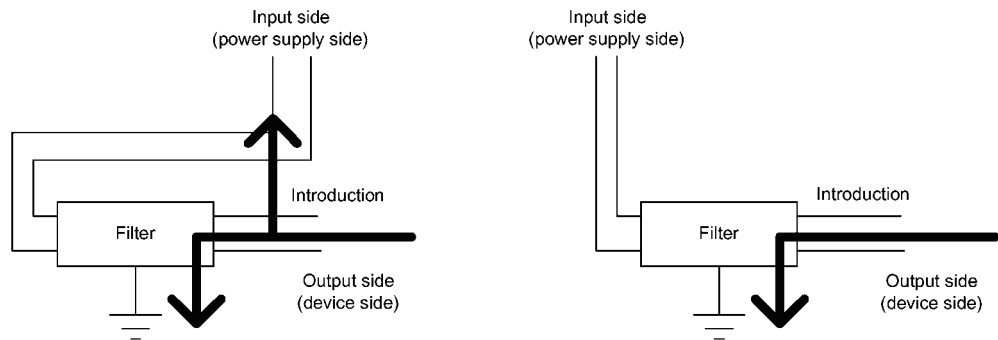 Input side
(power supply side)
Introduction
Filter
Output side
(device side)
Input side
(power supply side)
Introduction
Filter
Output side
(device side)